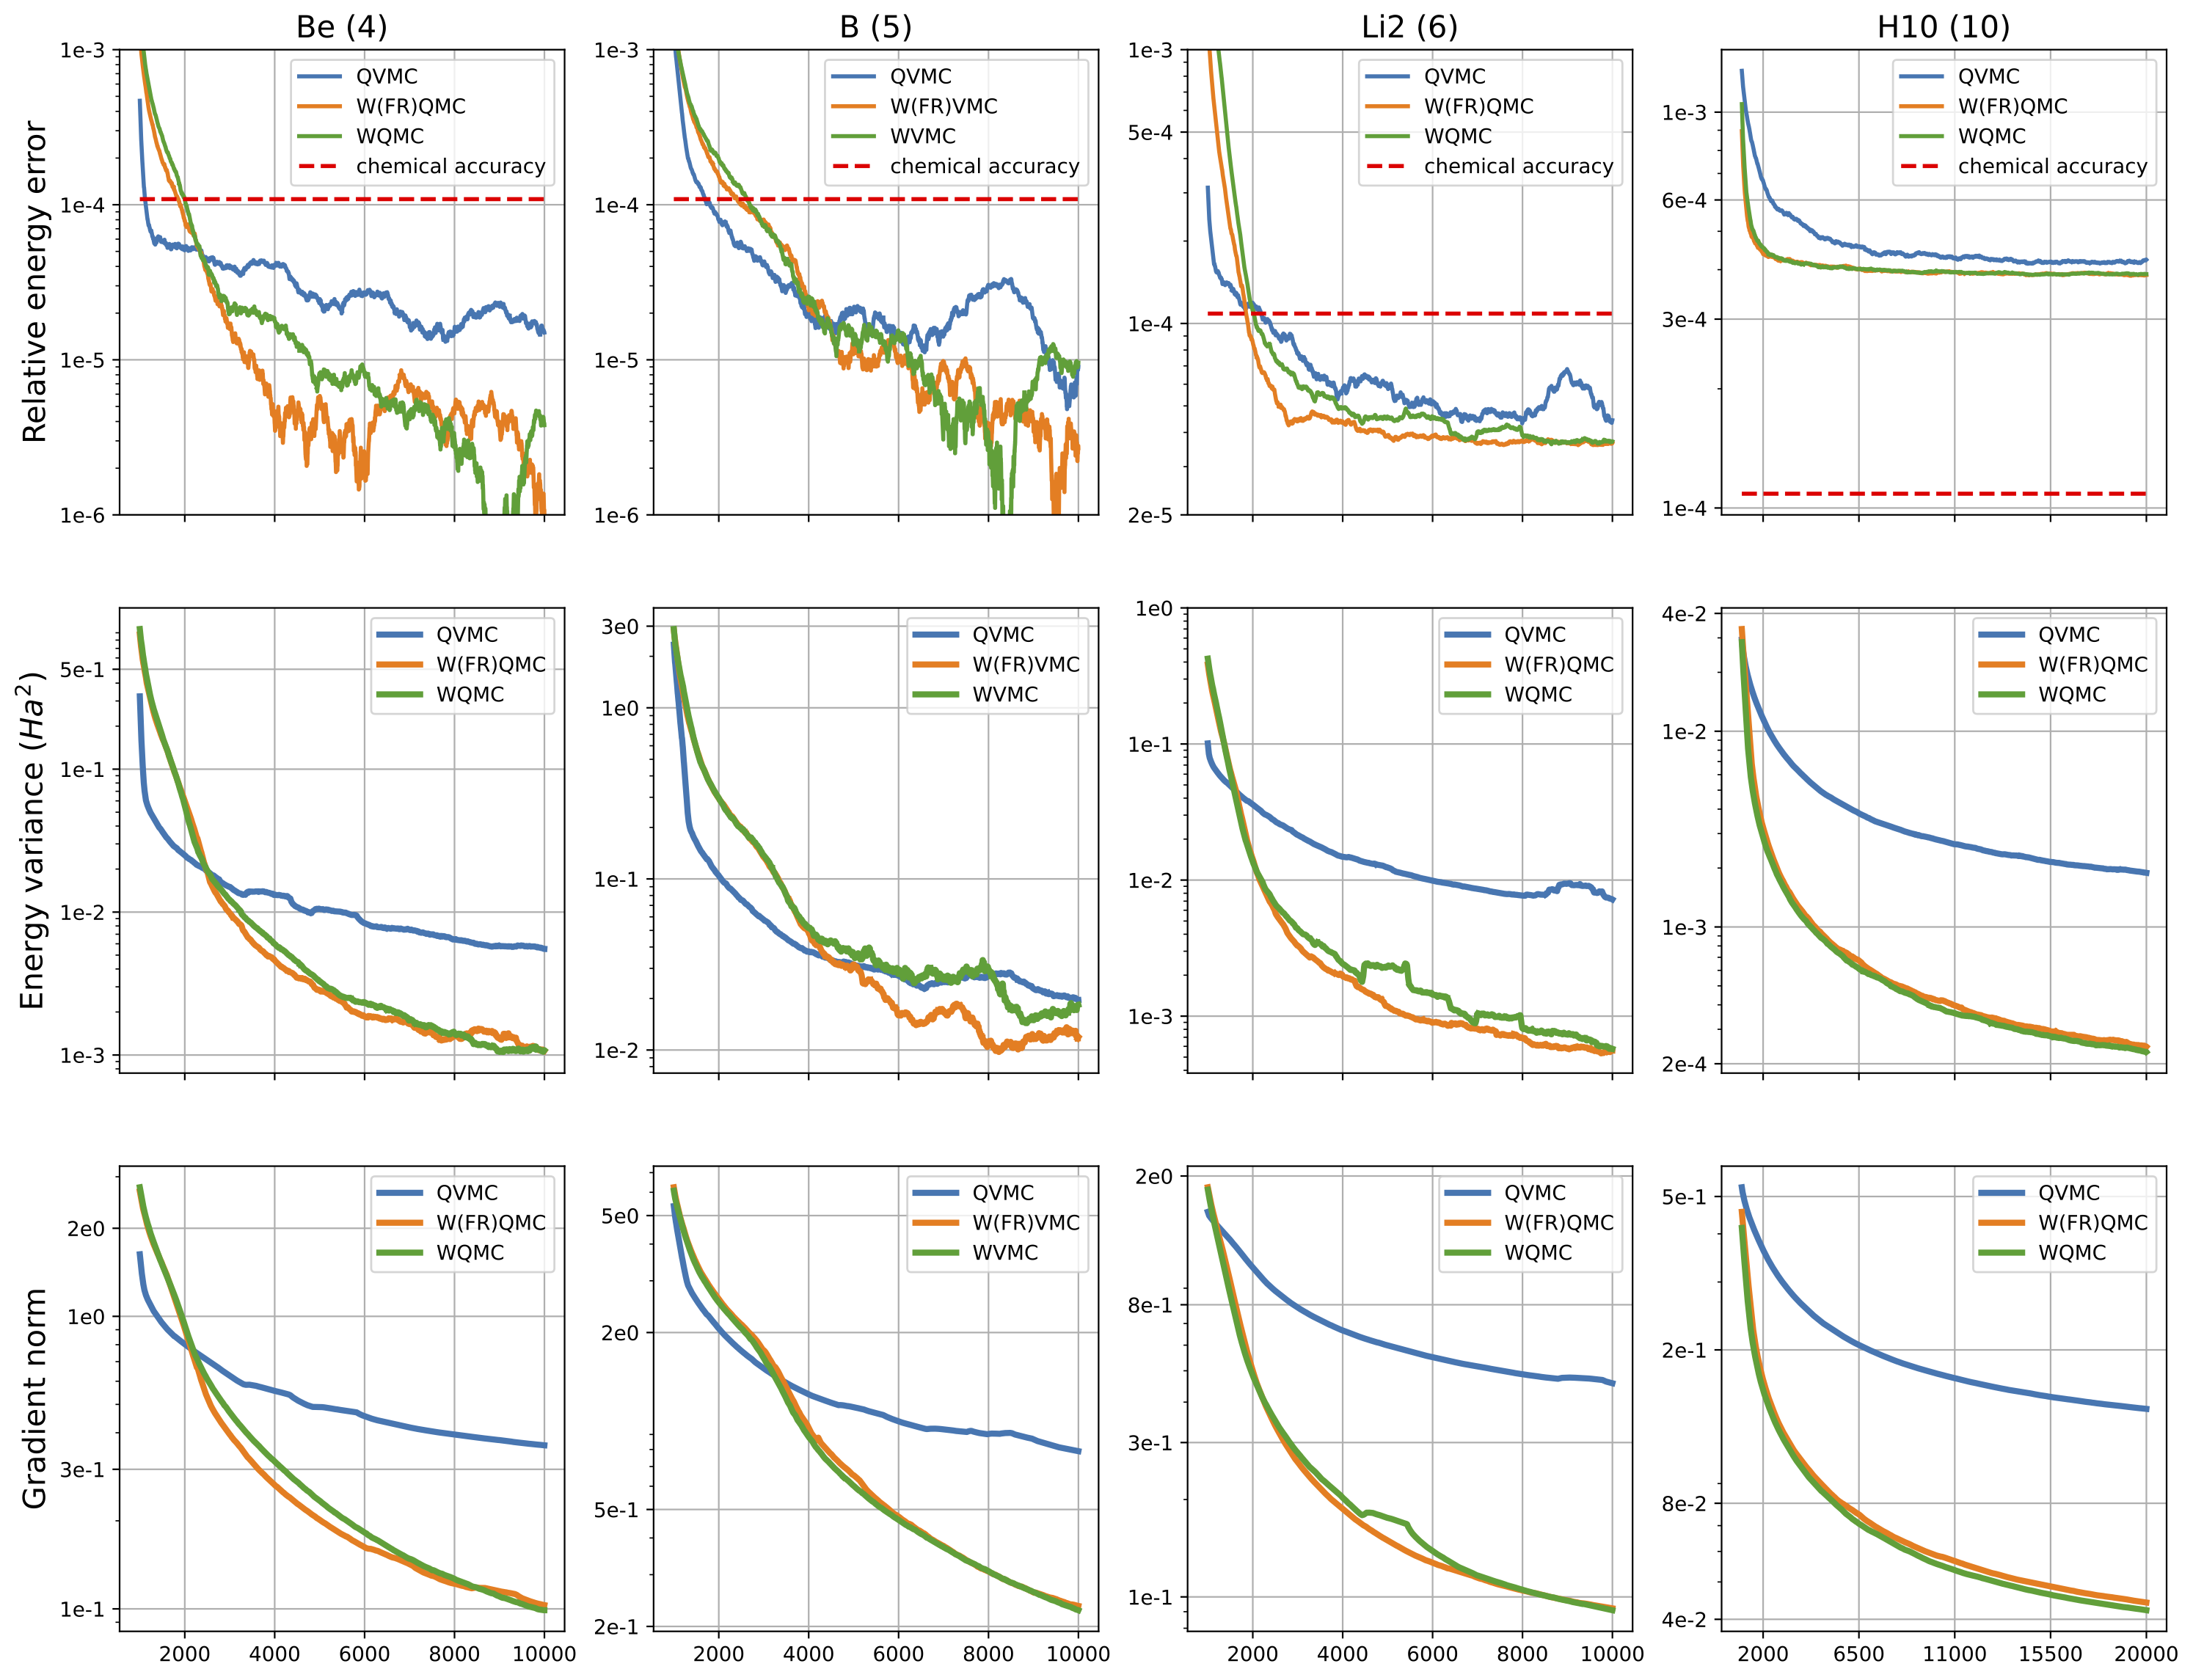 Be (4)
B (5)
Li2 (6)
H10 (10)
Relative energy error
1e-3
1e-4
1e-5
1e-6
QVMC
W(FR)QMC
WQMC
chemical accuracy
1e-3
1e-4
1e-5
1e-6
QVMC
W(FR)VMC
WVMC
chemical accuracy
1e-3
5e-4
1e-4
2e-5
QVMC
W(FR)QMC
WQMC
chemical accuracy
1e-3
6e-4
3e-4
1e-4
QVMC
W(FR)QMC
WQMC
chemical accuracy
Energy variance (Ha²)
5e-1
1e-1
1e-2
1e-3
QVMC
W(FR)QMC
WQMC
3e0
1e0
1e-1
1e-2
QVMC
W(FR)VMC
WVMC
1e0
1e-1
1e-2
1e-3
QVMC
W(FR)QMC
WQMC
4e-2
1e-2
1e-3
2e-4
QVMC
W(FR)QMC
WQMC
Gradient norm
2e0
1e0
3e-1
1e-1
QVMC
W(FR)QMC
WQMC
2000 4000 6000 8000 10000
5e0
2e0
5e-1
2e-1
QVMC
W(FR)VMC
WVMC
2000 4000 6000 8000 10000
2e0
8e-1
3e-1
1e-1
QVMC
W(FR)QMC
WQMC
2000 4000 6000 8000 10000
5e-1
2e-1
8e-2
4e-2
QVMC
W(FR)QMC
WQMC
2000 6500 11000 15500 20000